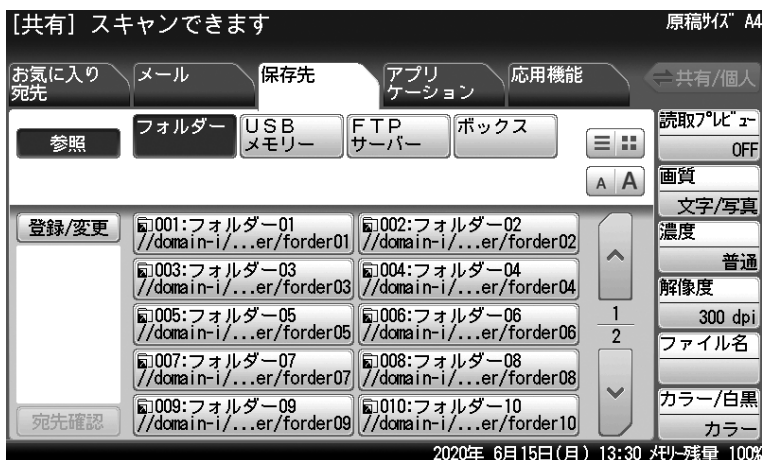 [共有] スキャンできます
原稿ｻｲｽﾞ A4
お気に入り
宛先
メール
保存先
アプリ
ケーション
応用機能
共有/個人
参照
フォルダー
USB
メモリー
FTP
サーバー
ボックス
A A
読取ﾌﾟﾚﾋﾞｭｰ
OFF
画質
文字/写真
濃度
普通
解像度
300 dpi
ファイル名
カラー/白黒
カラー
登録/変更
001:フォルダー01
//domain-i/...er/forder01
002:フォルダー02
//domain-i/...er/forder02
003:フォルダー03
//domain-i/...er/forder03
004:フォルダー04
//domain-i/...er/forder04
005:フォルダー05
//domain-i/...er/forder05
006:フォルダー06
//domain-i/...er/forder06
007:フォルダー07
//domain-i/...er/forder07
008:フォルダー08
//domain-i/...er/forder08
009:フォルダー09
//domain-i/...er/forder09
010:フォルダー10
//domain-i/...er/forder10
1
2
宛先確認
2020年 6月15日(月) 13:30 ﾒﾓﾘｰ残量 100%